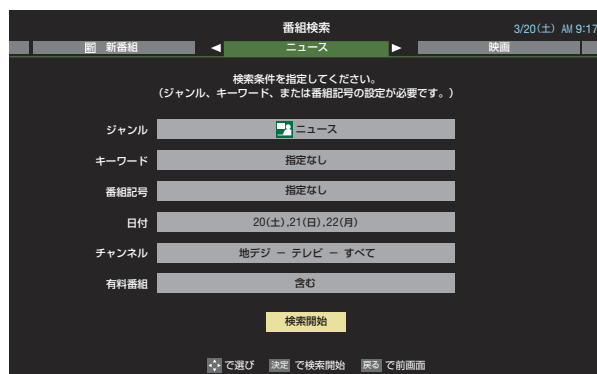 番組検索 3/20(土) AM 9:17
新 新番組 ◀ ニュース ▶ 映画
検索条件を指定してください。
(ジャンル、キーワード、または番組記号の設定が必要です。)
ジャンル ニュース
キーワード 指定なし
番組記号 指定なし
日付 20(土),21(日),22(月)
チャンネル 地デジ － テレビ － すべて
有料番組 含む
検索開始
で選び 決定 で検索開始 戻る で前画面